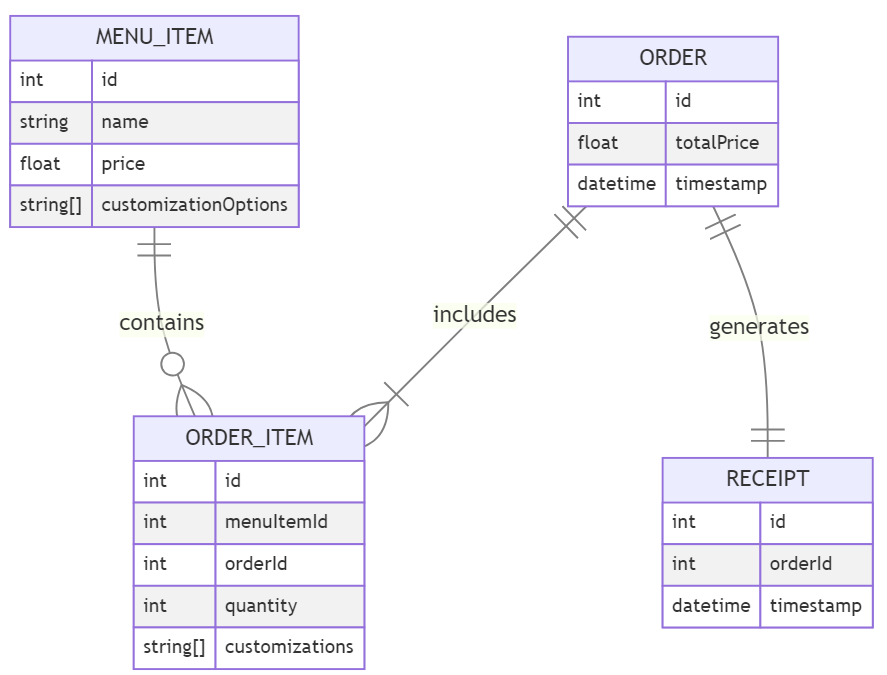 MENU_ITEM
int id
string name
float price
string[] customizationOptions
ORDER
int id
float totalPrice
datetime timestamp
contains
includes
generates
ORDER_ITEM
int id
int menuItemId
int orderId
int quantity
string[] customizations
RECEIPT
int id
int orderId
datetime timestamp